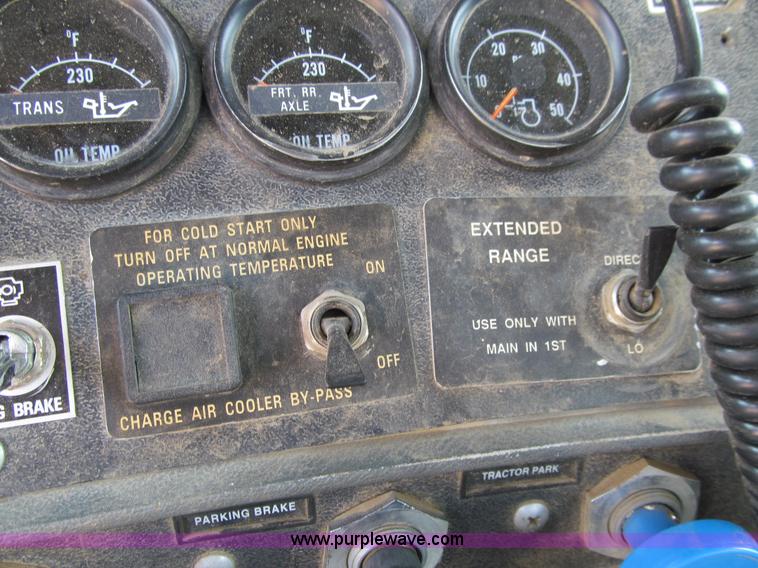 °F
230
TRANS
OIL TEMP
°F
230
FRT. RR.
AXLE
OIL TEMP
10 20 30 40 50
FOR COLD START ONLY
TURN OFF AT NORMAL ENGINE
OPERATING TEMPERATURE
ON
OFF
CHARGE AIR COOLER BY-PASS
EXTENDED
RANGE
DIREC
USE ONLY WITH
MAIN IN 1ST
LO
G BRAKE
TRACTOR PARK
PARKING BRAKE
www.purplewave.com